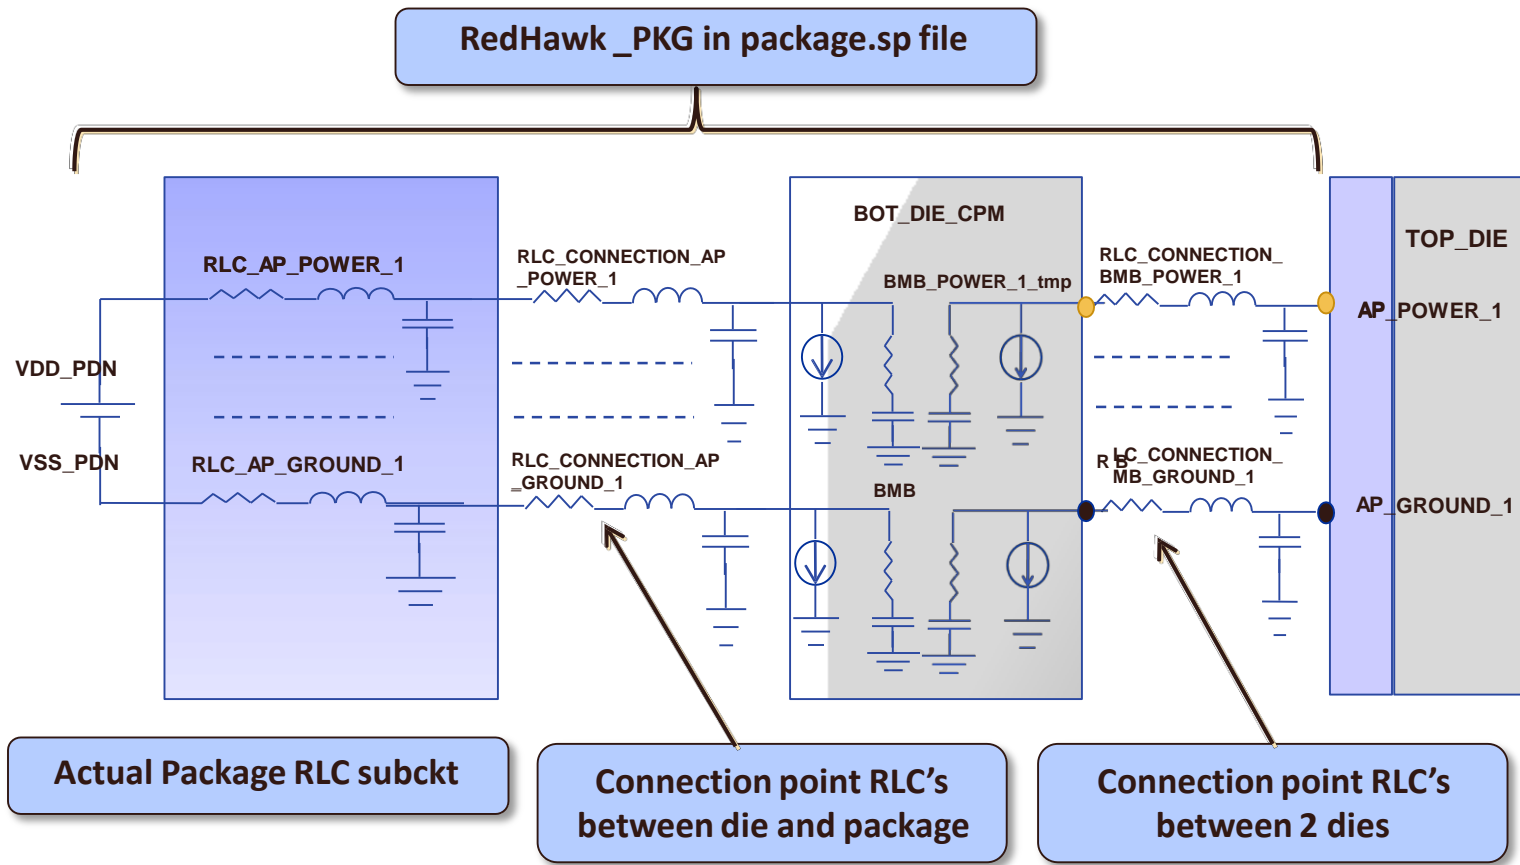 RedHawk _PKG in package.sp file
BOT_DIE_CPM
TOP_DIE
RLC_AP_POWER_1
RLC_CONNECTION_AP
_POWER_1
BMB_POWER_1_tmp
RLC_CONNECTION_
BMB_POWER_1
AP_POWER_1
VDD_PDN
VSS_PDN
RLC_AP_GROUND_1
RLC_CONNECTION_AP
_GROUND_1
BMB
R B
LC_CONNECTION_
MB_GROUND_1
AP_GROUND_1
Actual Package RLC subckt
Connection point RLC’s
between die and package
Connection point RLC’s
between 2 dies